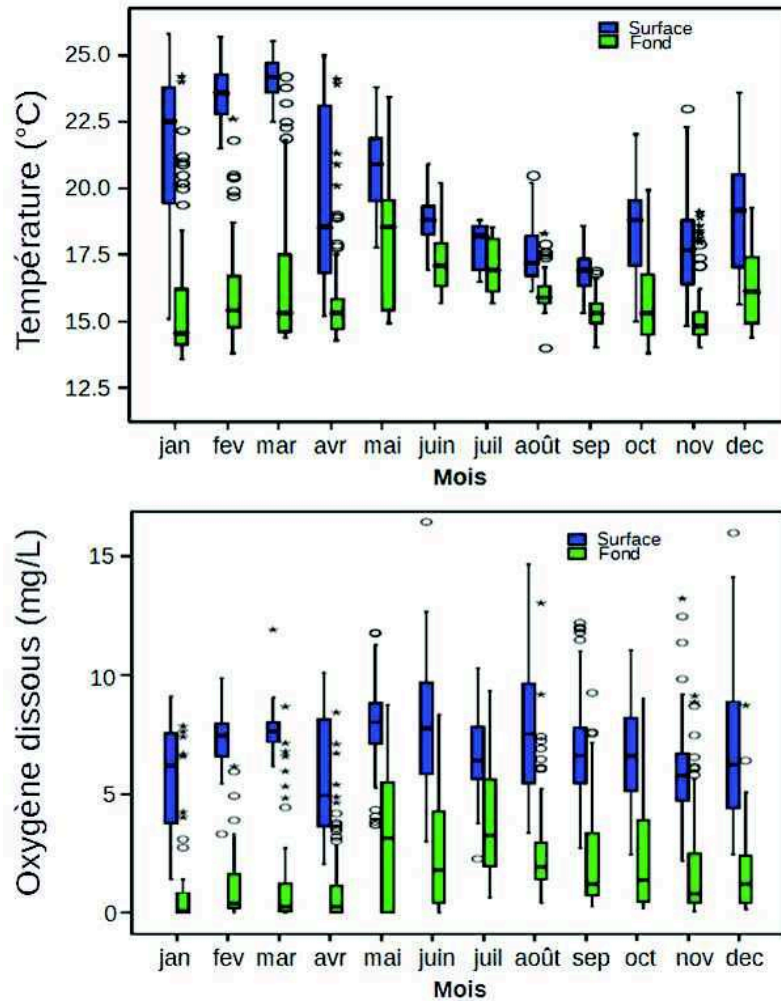 Surface
Fond
Température (°C)
25.0
22.5
20.0
17.5
15.0
12.5
jan fev mar avr mai juin juil août sep oct nov dec
Mois
Surface
Fond
Oxygène dissous (mg/L)
15
10
5
0
jan fev mar avr mai juin juil août sep oct nov dec
Mois